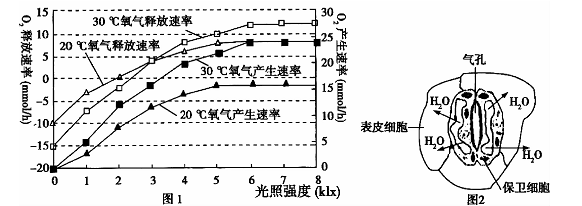 O₂释放速率(mmol/h)
15
10
5
0
-5
-10
-15
-20
30 ℃氧气释放速率
20 ℃氧气释放速率
30 ℃氧气产生速率
20 ℃氧气产生速率
30
25
20
15
10
5
0
O₂产生速率(mmol/h)
0 1 2 3 4 5 6 7 8
图1 光照强度 (klx)
气孔
H₂O
H₂O
表皮细胞
H₂O
H₂O
保卫细胞
图2